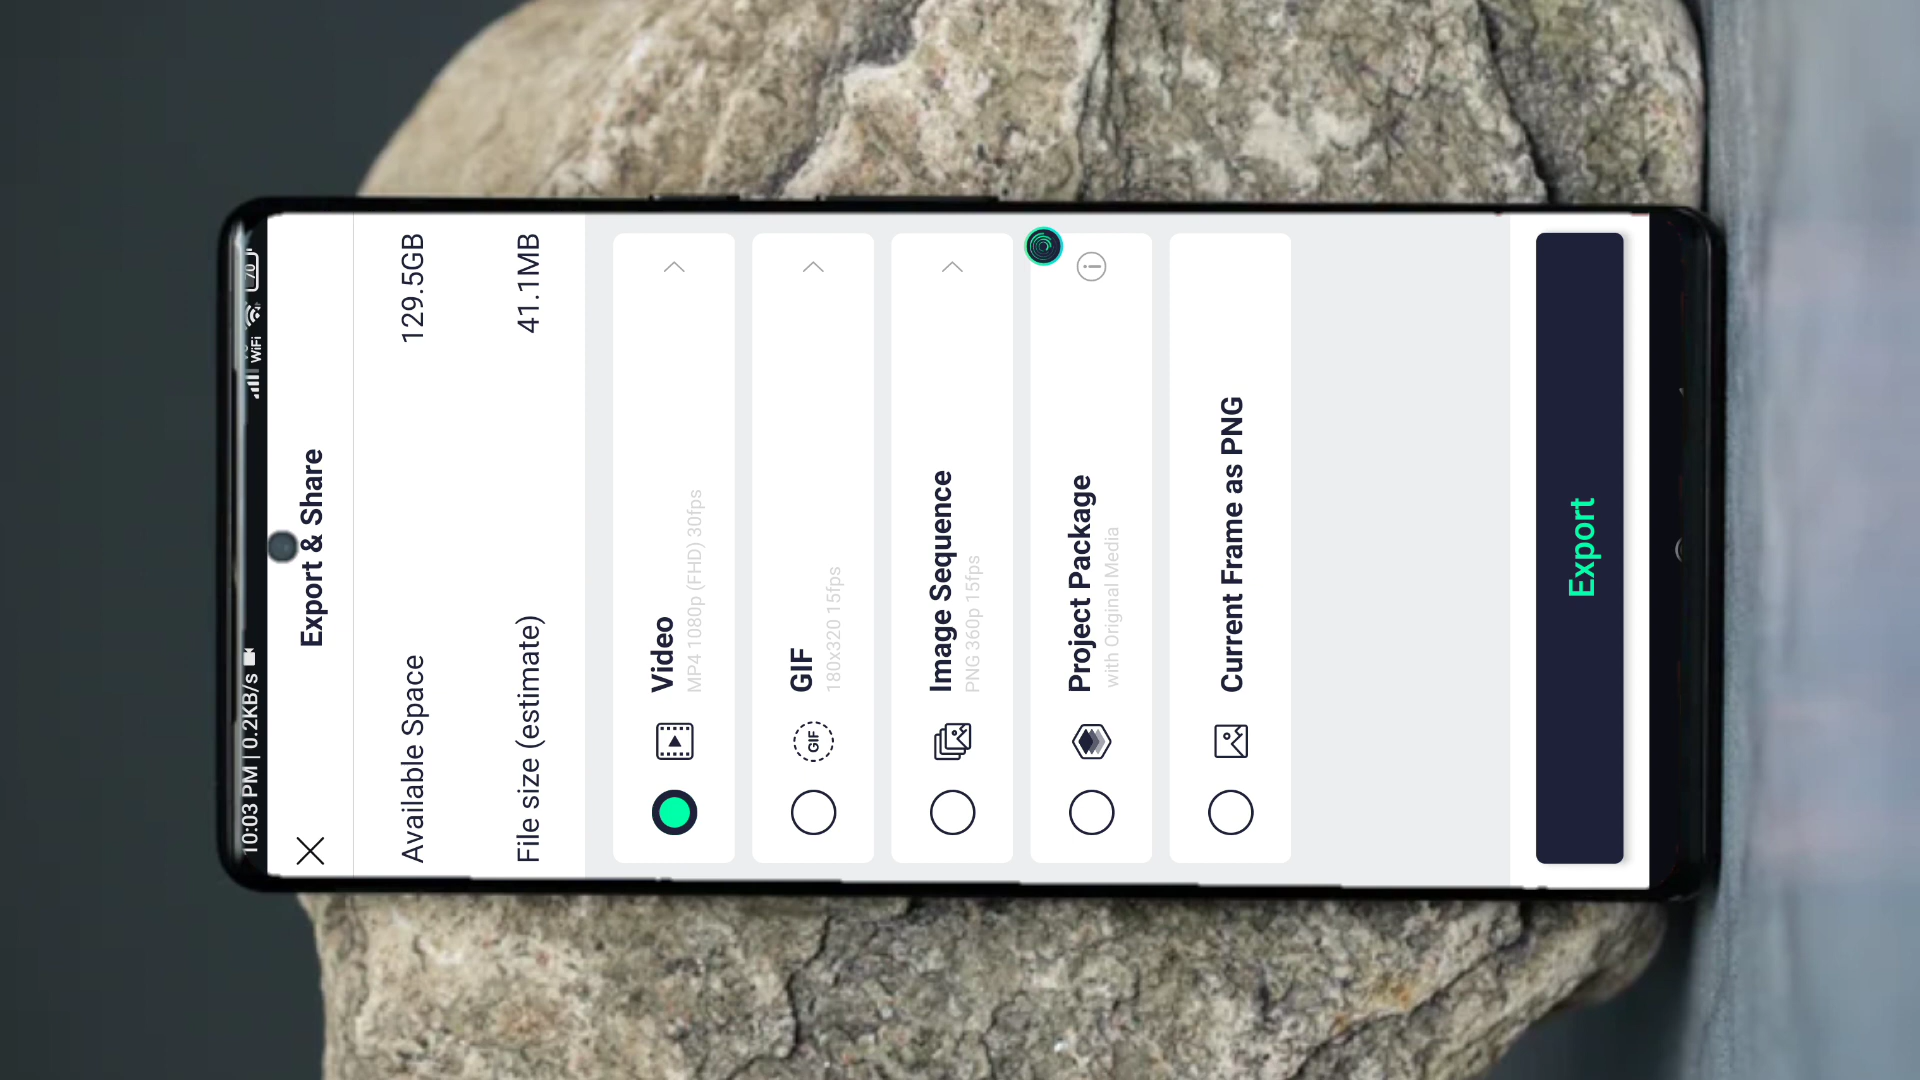 10:03 PM | 0.2KB/s
WiFi
70
Export & Share
Available Space 129.5GB
File size (estimate) 41.1MB
Video
MP4 1080p (FHD) 30fps
GIF
GIF
180x320 15fps
Image Sequence
PNG 360p 15fps
Project Package
with Original Media
Current Frame as PNG
Export